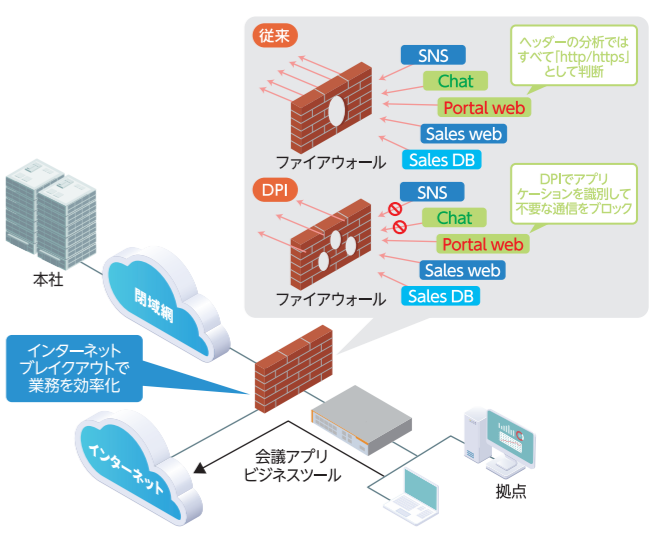 従来
SNS
Chat
Portal web
Sales web
Sales DB
ファイアウォール
ヘッダーの分析では
すべて「http/https」
として判断
DPI
SNS
Chat
Portal web
Sales web
Sales DB
ファイアウォール
DPIでアプリ
ケーションを識別して
不要な通信をブロック
本社
閉域網
インターネット
ブレイクアウトで
業務を効率化
インターネット
会議アプリ
ビジネスツール
拠点